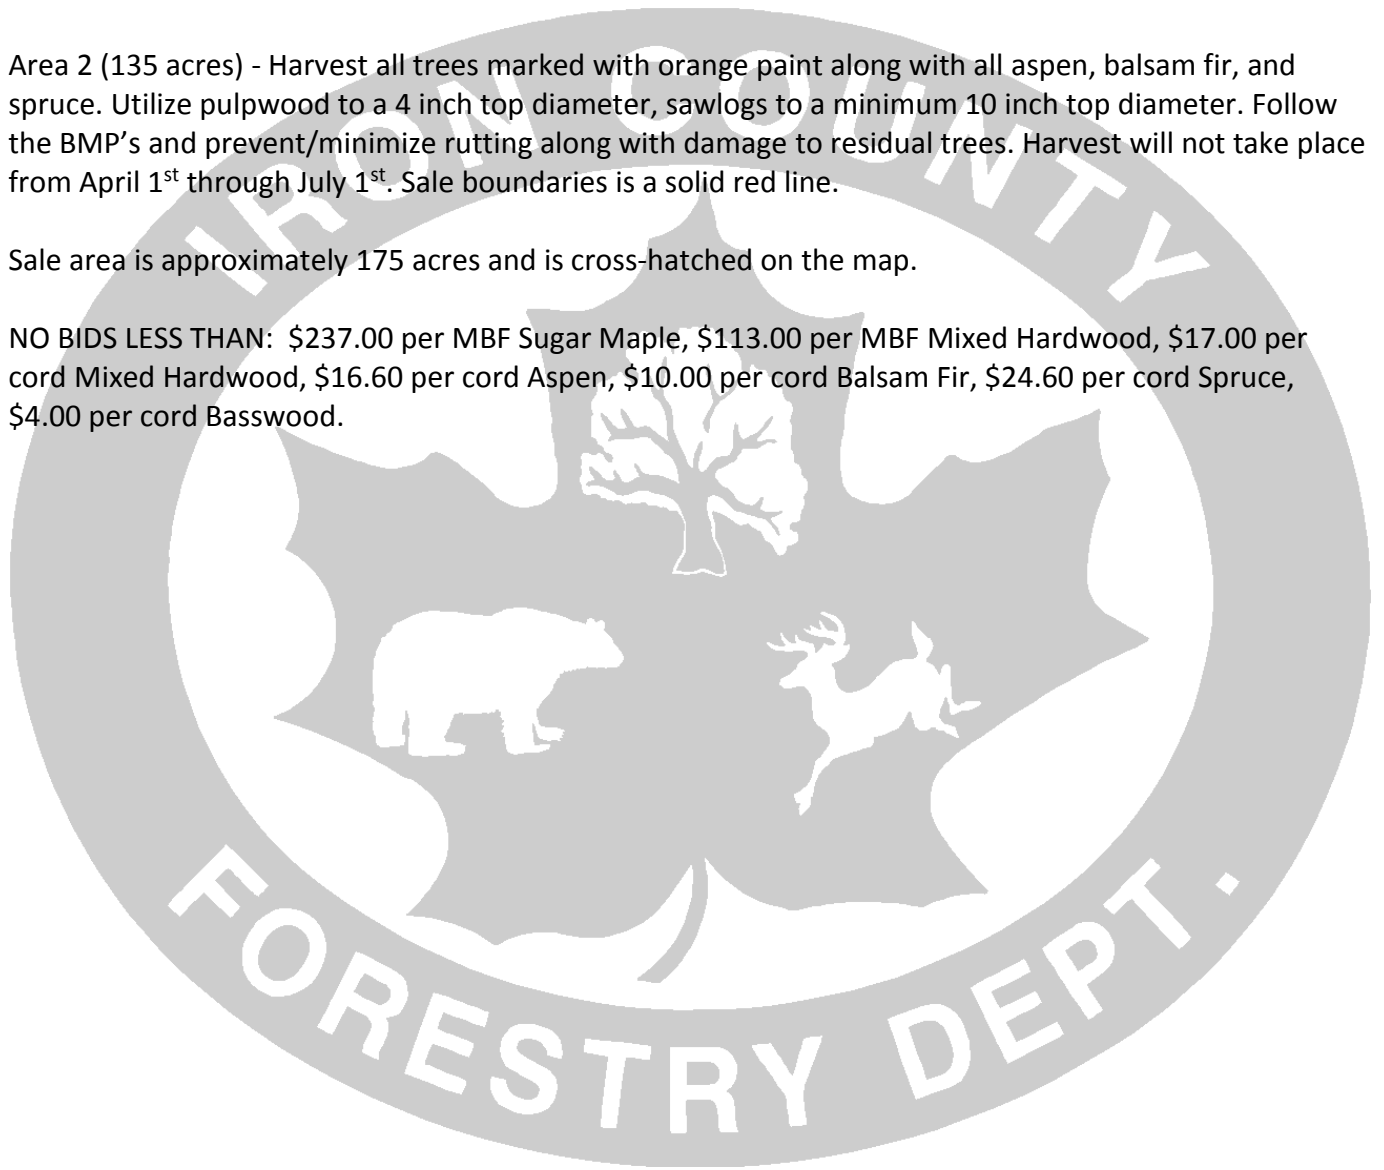 Area 2 (135 acres) - Harvest all trees marked with orange paint along with all aspen, balsam fir, and
spruce. Utilize pulpwood to a 4 inch top diameter, sawlogs to a minimum 10 inch top diameter. Follow
the BMP’s and prevent/minimize rutting along with damage to residual trees. Harvest will not take place
from April 1st through July 1st. Sale boundaries is a solid red line.
Sale area is approximately 175 acres and is cross-hatched on the map.
NO BIDS LESS THAN:  $237.00 per MBF Sugar Maple, $113.00 per MBF Mixed Hardwood, $17.00 per
cord Mixed Hardwood, $16.60 per cord Aspen, $10.00 per cord Balsam Fir, $24.60 per cord Spruce,
$4.00 per cord Basswood.
IRON COUNTY
FORESTRY DEPT.